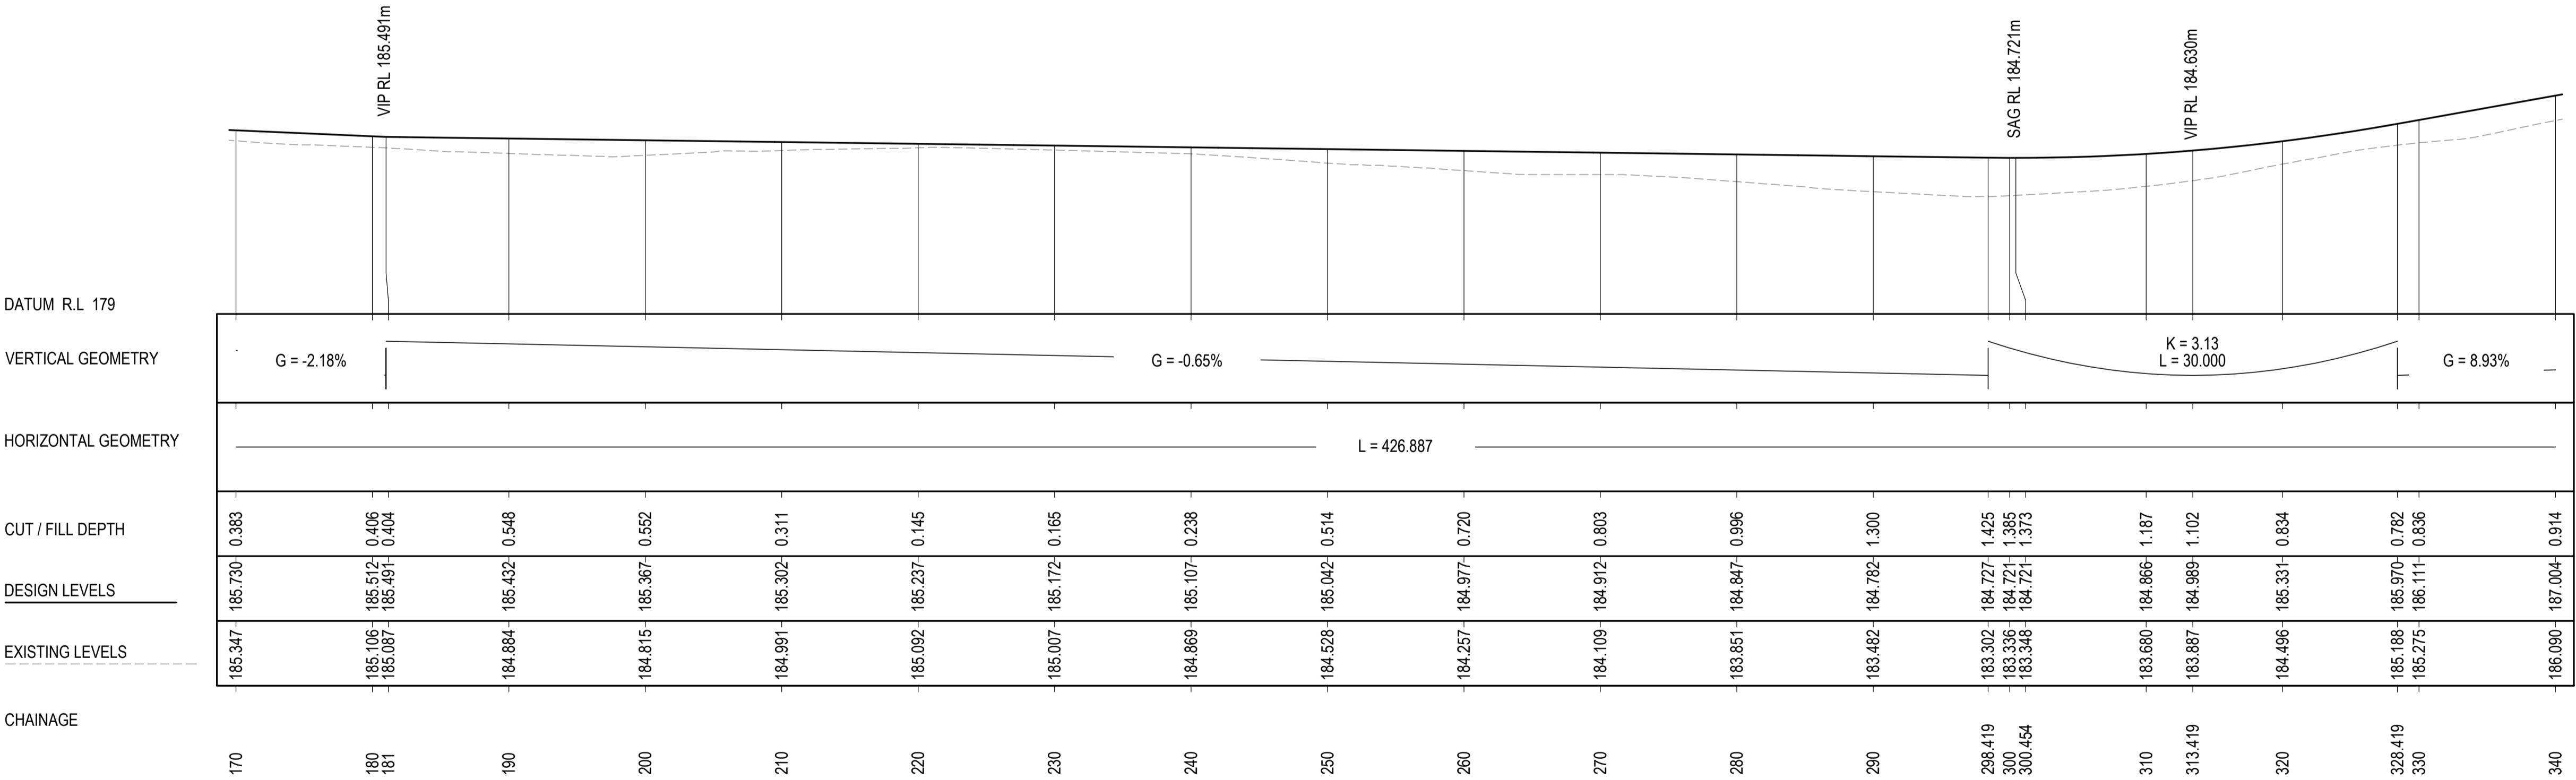 VIP RL 185.491m
SAG RL 184.721m
VIP RL 184.630m
DATUM R.L 179
VERTICAL GEOMETRY
G = -2.18%
G = -0.65%
K = 3.13
L = 30.000
G = 8.93%
HORIZONTAL GEOMETRY
L = 426.887
CUT / FILL DEPTH
0.383 0.406 0.404 0.548 0.552 0.311 0.145 0.165 0.238 0.514 0.720 0.803 0.996 1.300 1.425 1.385 1.373 1.187 1.102 0.834 0.782 0.836 0.914
DESIGN LEVELS
185.730 185.512 185.491 185.432 185.367 185.302 185.237 185.172 185.107 185.042 184.977 184.912 184.847 184.782 184.727 184.721 184.721 184.866 184.989 185.331 185.970 186.111 187.004
EXISTING LEVELS
185.347 185.106 185.087 184.884 184.815 184.991 185.092 185.007 184.869 184.528 184.257 184.109 183.851 183.482 183.302 183.336 183.348 183.680 183.887 184.496 185.188 185.275 186.090
CHAINAGE
170 180 181 190 200 210 220 230 240 250 260 270 280 290 298.419 300 300.454 310 313.419 320 328.419 330 340